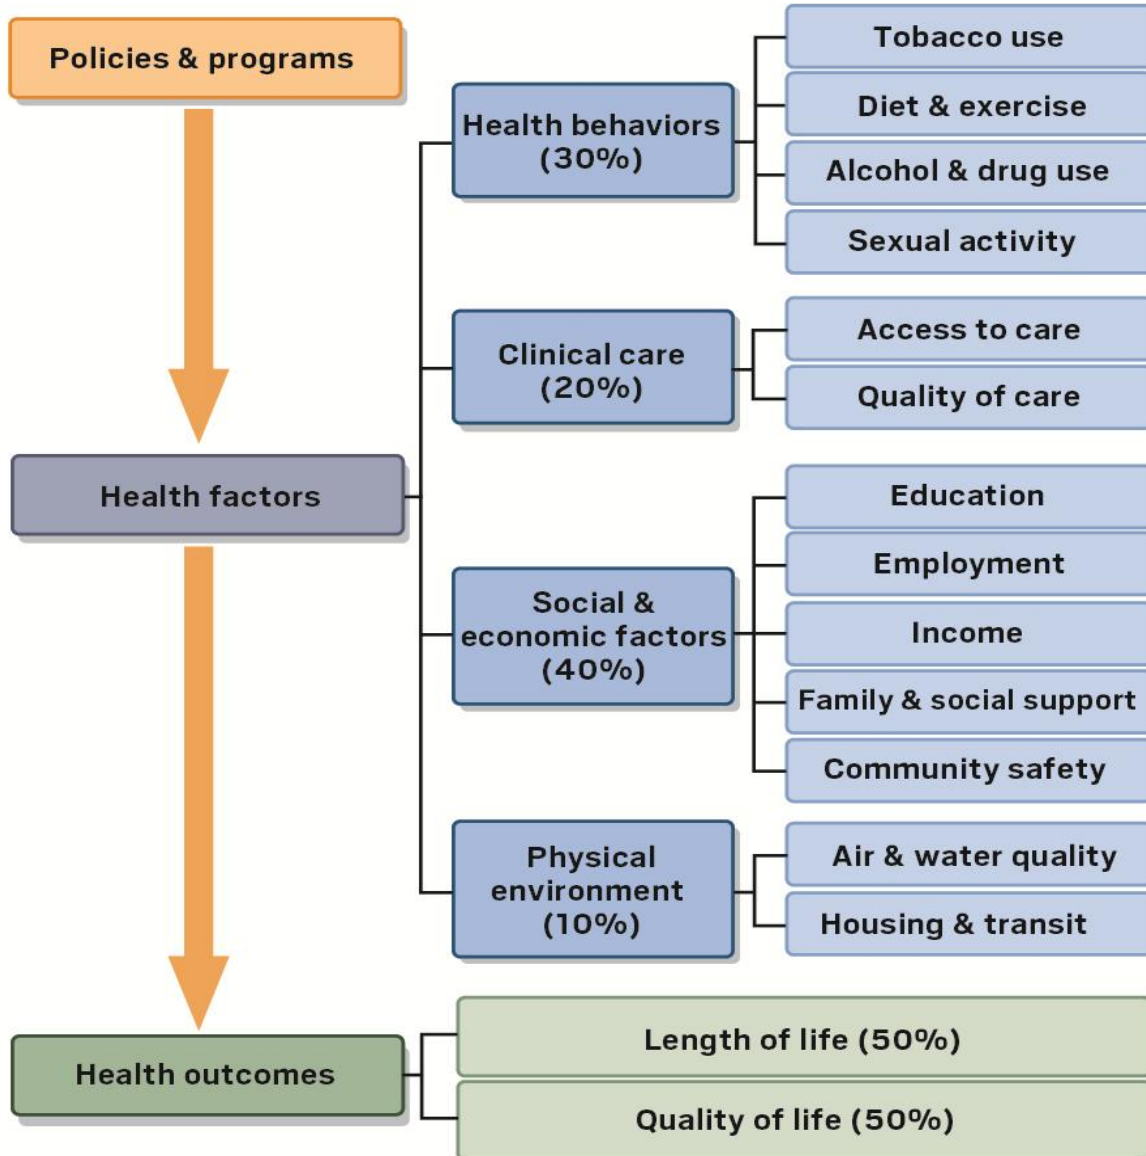 Policies & programs
Health factors
Health behaviors
(30%)
Tobacco use
Diet & exercise
Alcohol & drug use
Sexual activity
Clinical care
(20%)
Access to care
Quality of care
Social &
economic factors
(40%)
Education
Employment
Income
Family & social support
Community safety
Physical
environment
(10%)
Air & water quality
Housing & transit
Health outcomes
Length of life (50%)
Quality of life (50%)